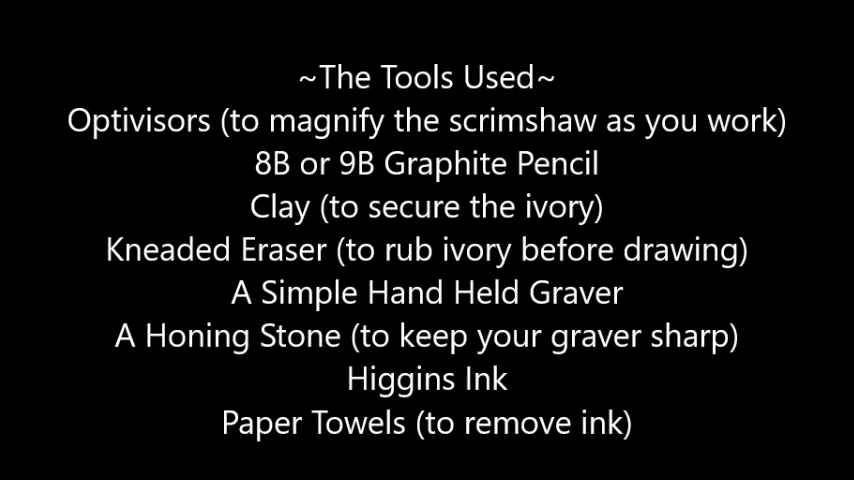 ~The Tools Used~
Optivisors (to magnify the scrimshaw as you work)
8B or 9B Graphite Pencil
Clay (to secure the ivory)
Kneaded Eraser (to rub ivory before drawing)
A Simple Hand Held Graver
A Honing Stone (to keep your graver sharp)
Higgins Ink
Paper Towels (to remove ink)